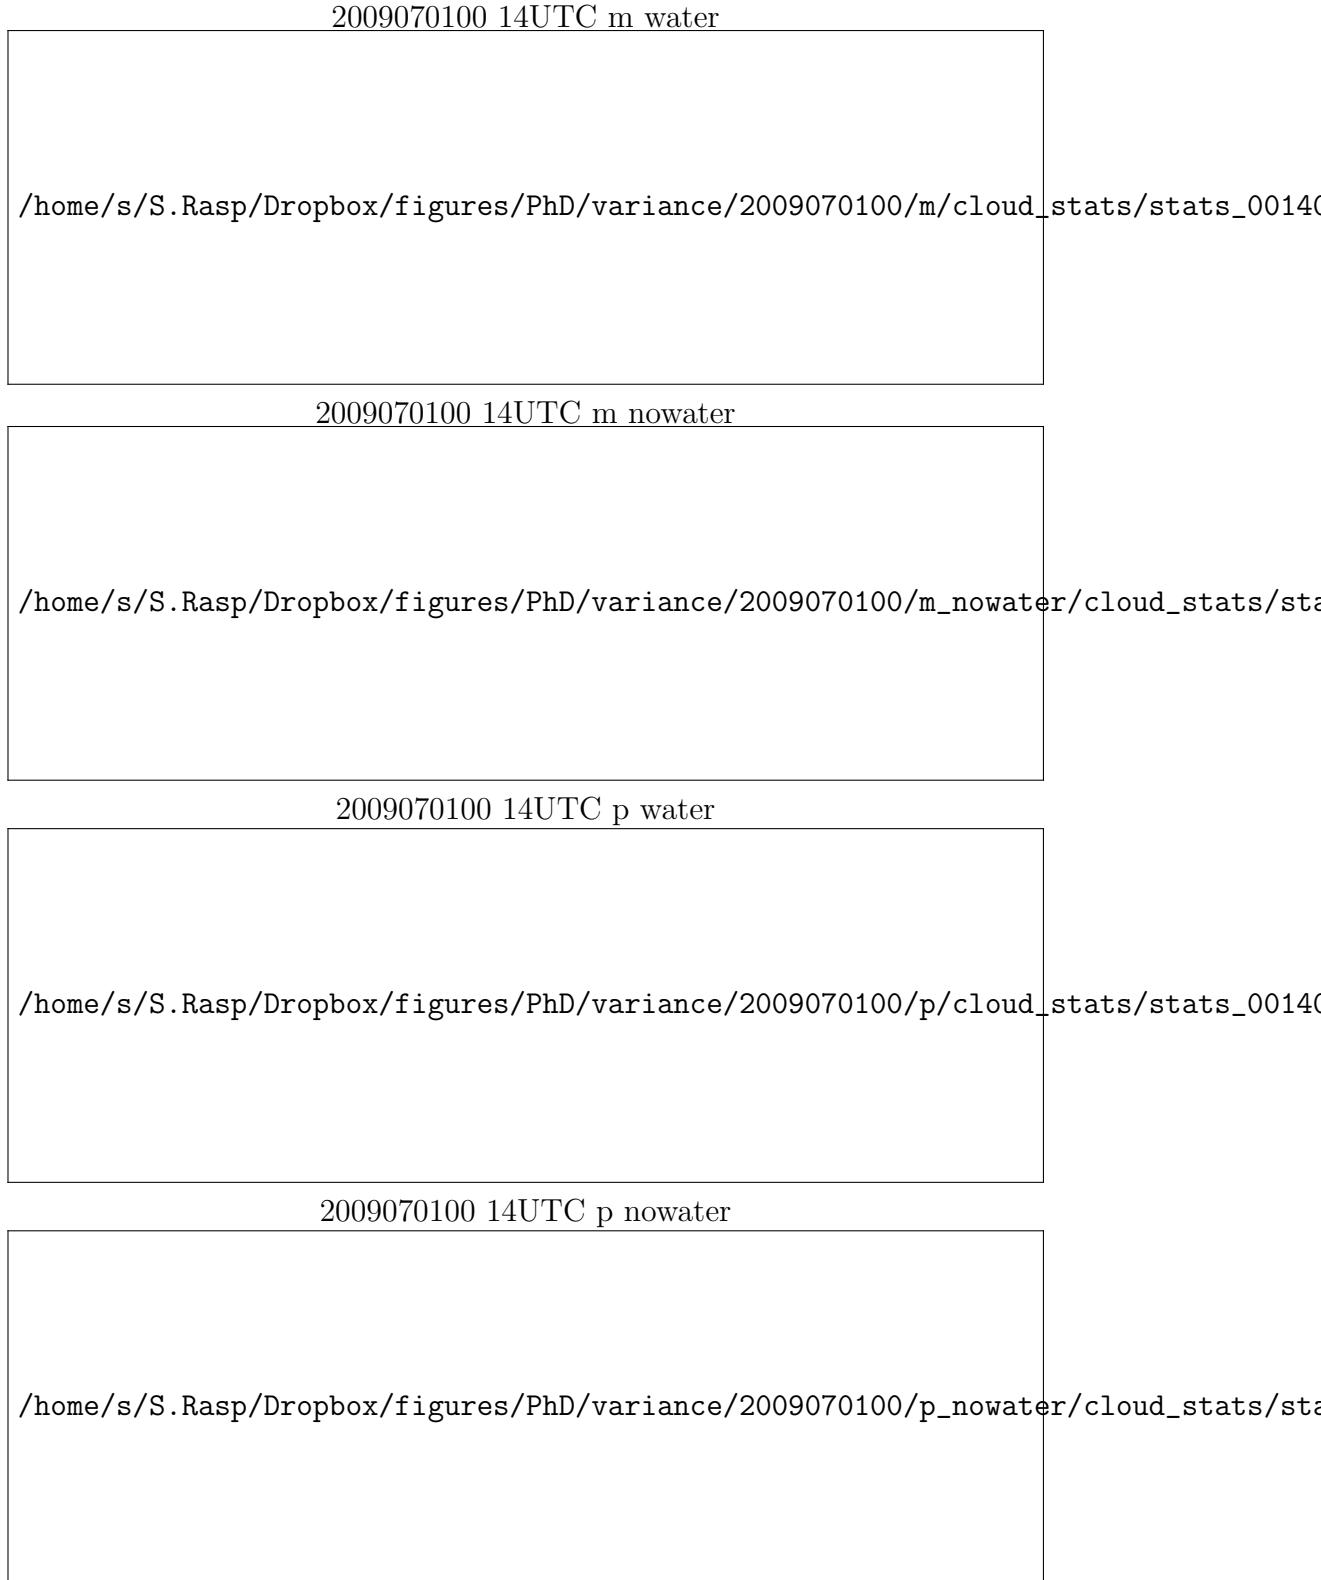 2009070100 14UTC m water
/home/s/S.Rasp/Dropbox/figures/PhD/variance/2009070100/m/cloud_stats/stats_00140
2009070100 14UTC m nowater
/home/s/S.Rasp/Dropbox/figures/PhD/variance/2009070100/m_nowater/cloud_stats/sta
2009070100 14UTC p water
/home/s/S.Rasp/Dropbox/figures/PhD/variance/2009070100/p/cloud_stats/stats_00140
2009070100 14UTC p nowater
/home/s/S.Rasp/Dropbox/figures/PhD/variance/2009070100/p_nowater/cloud_stats/sta